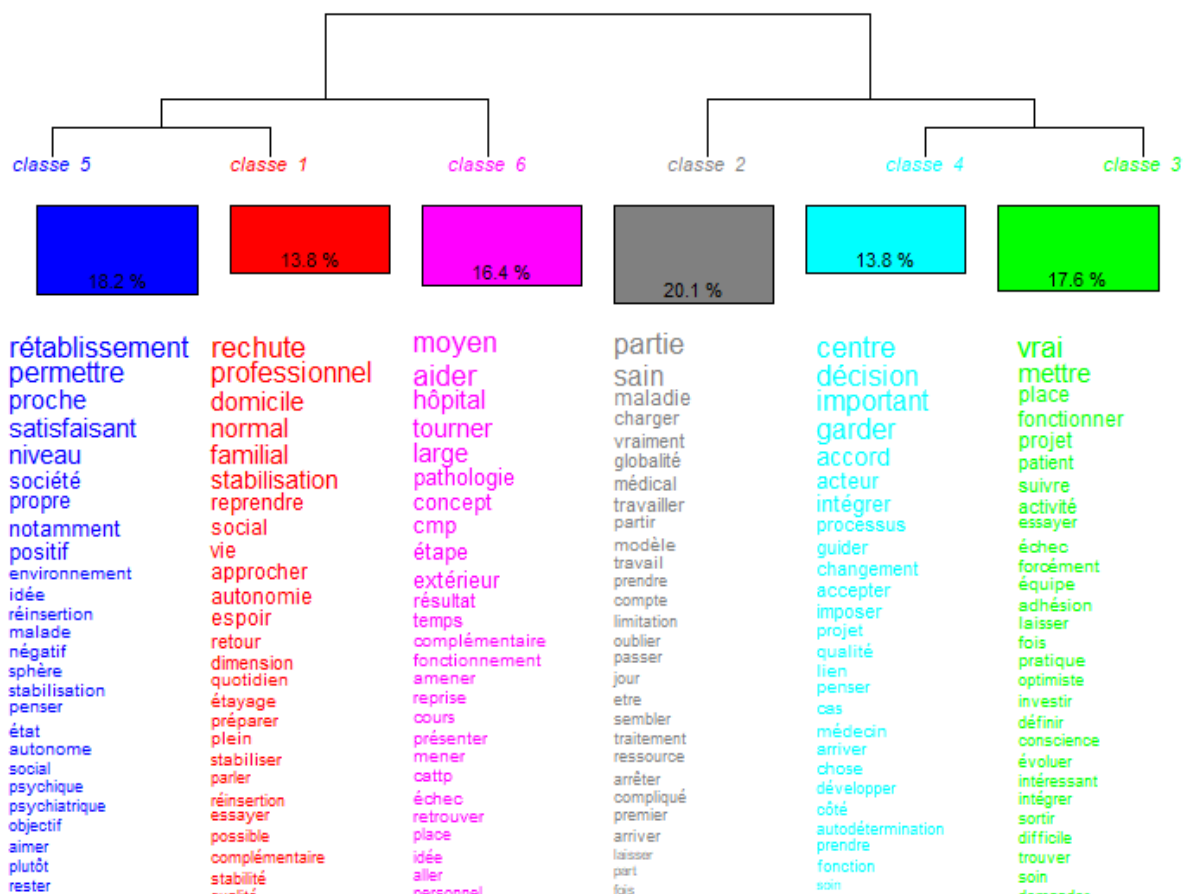 classe 5
classe 1
classe 6
classe 2
classe 4
classe 3
18.2 %
13.8 %
16.4 %
20.1 %
13.8 %
17.6 %
rétablissement
permettre
proche
satisfaisant
niveau
société
propre
notamment
positif
environnement
idée
réinsertion
malade
négatif
sphère
stabilisation
penser
état
autonome
social
psychique
psychiatrique
objectif
aimer
plutôt
rester
rechute
professionnel
domicile
normal
familial
stabilisation
reprendre
social
vie
approcher
autonomie
espoir
retour
dimension
quotidien
étayage
préparer
plein
stabiliser
parler
réinsertion
essayer
possible
complémentaire
stabilité
qualité
moyen
aider
hôpital
tourner
large
pathologie
concept
cmp
étape
extérieur
résultat
temps
complémentaire
fonctionnement
amener
reprise
cours
présenter
mener
cattp
échec
retrouver
place
idée
aller
personnel
partie
sain
maladie
charger
vraiment
globalité
médical
travailler
partir
modèle
travail
prendre
compte
limitation
oublier
passer
jour
etre
sembler
traitement
ressource
arrêter
compliqué
premier
arriver
laisser
part
fois
centre
décision
important
garder
accord
acteur
intégrer
processus
guider
changement
accepter
imposer
projet
qualité
lien
penser
cas
médecin
arriver
chose
développer
côté
autodétermination
prendre
fonction
soin
vrai
mettre
place
fonctionner
projet
patient
suivre
activité
essayer
échec
forcément
équipe
adhésion
laisser
fois
pratique
optimiste
investir
définir
conscience
évoluer
intéressant
intégrer
sortir
difficile
trouver
soin
demander